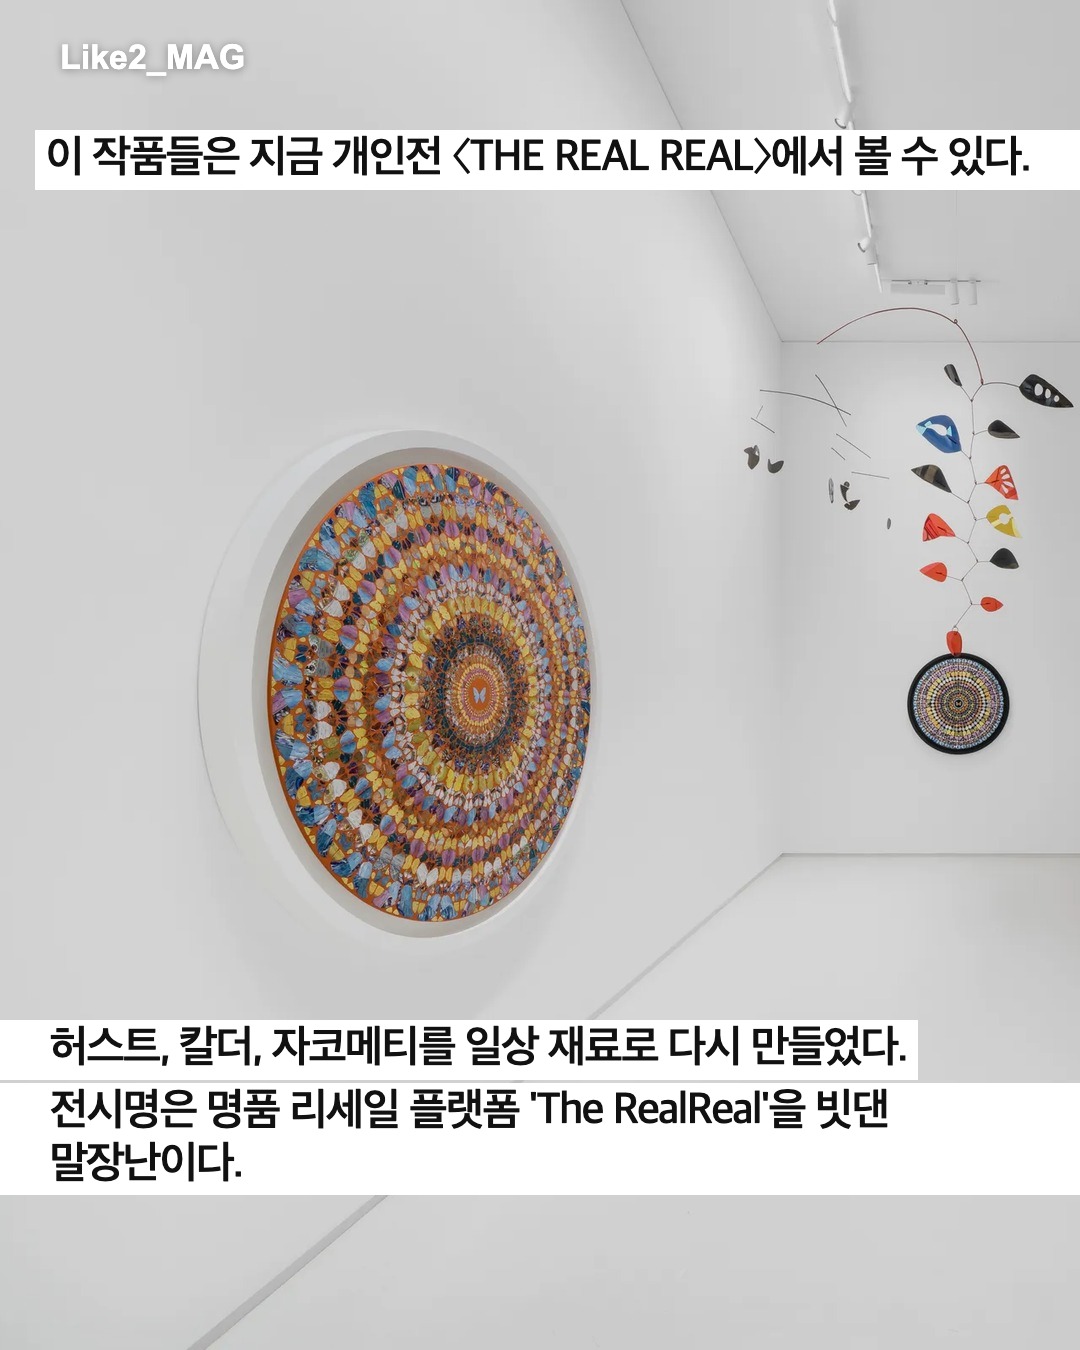 Like2_MAG
이 작품들은 지금 개인전 〈THE REAL REAL〉에서 볼 수 있다.
허스트, 칼더, 자코메티를 일상 재료로 다시 만들었다.
전시명은 명품 리세일 플랫폼 'The RealReal'을 빗댄
말장난이다.